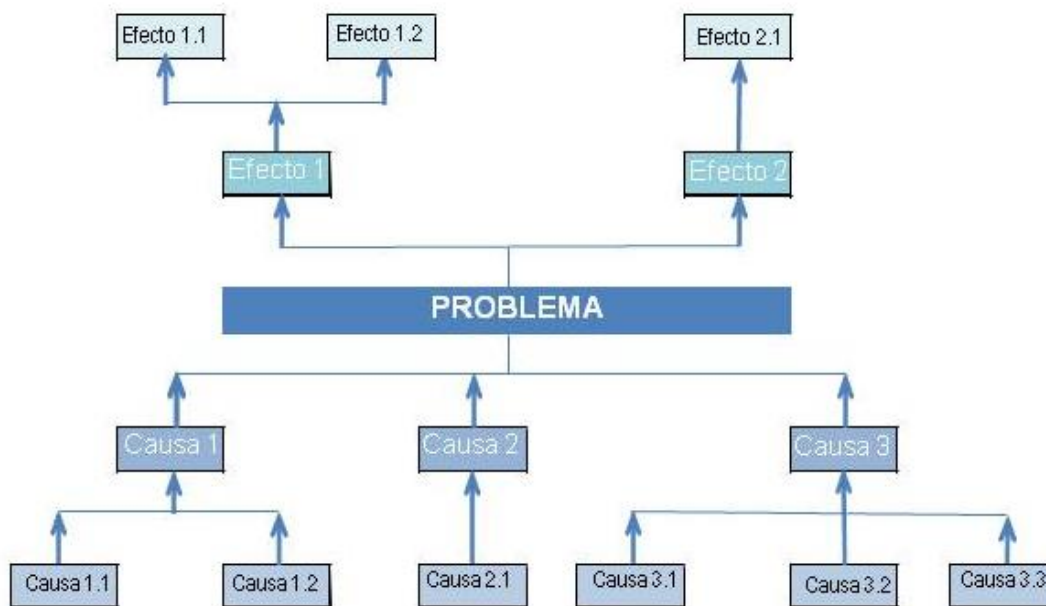 Efecto 1.1
Efecto 1.2
Efecto 2.1
Efecto 1
Efecto 2
PROBLEMA
Causa 1
Causa 2
Causa 3
Causa 1.1
Causa 1.2
Causa 2.1
Causa 3.1
Causa 3.2
Causa 3.3